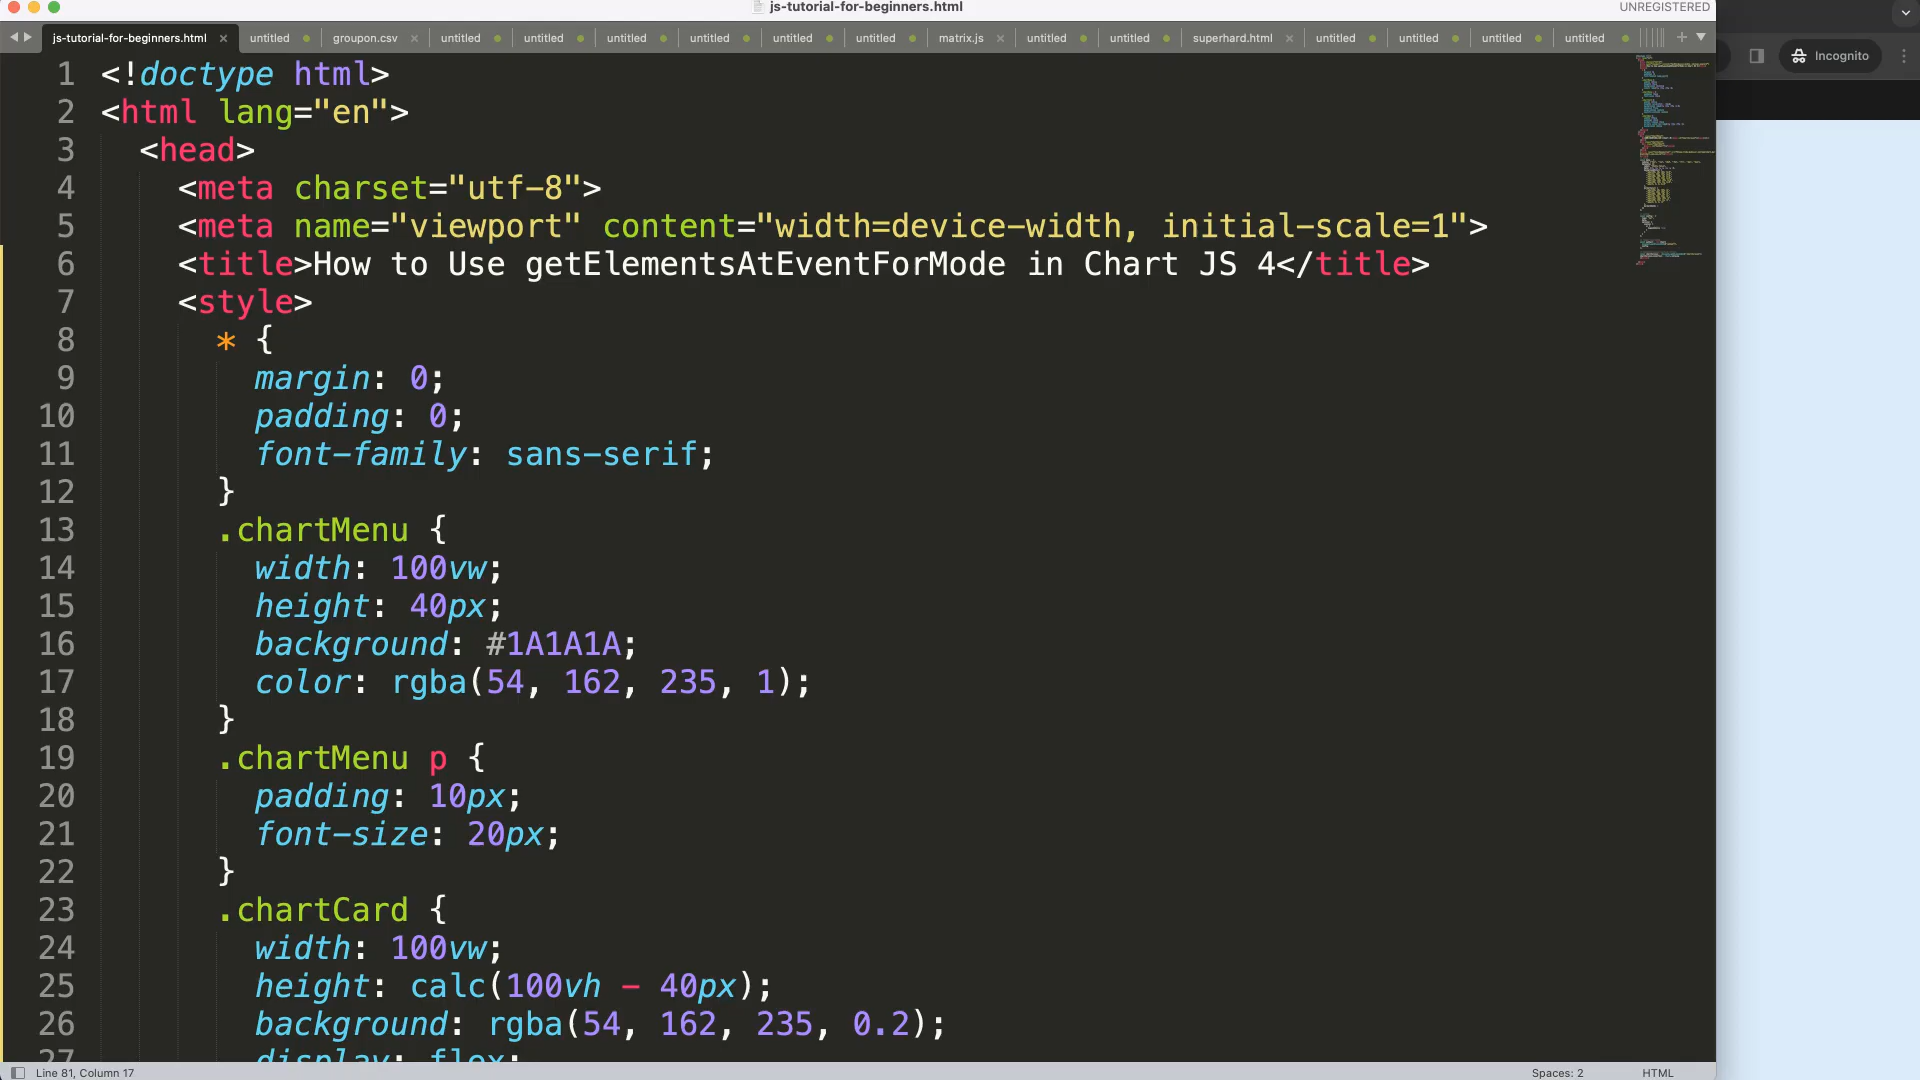 js-tutorial-for-beginners.html
UNREGISTERED
js-tutorial-for-beginners.html untitled groupon.csv untitled untitled untitled untitled untitled untitled matrix.js untitled untitled superhard.html untitled untitled untitled untitled
Incognito
1 <!doctype html>
2 <html lang="en">
3 <head>
4 <meta charset="utf-8">
5 <meta name="viewport" content="width=device-width, initial-scale=1">
6 <title>How to Use getElementsAtEventForMode in Chart JS 4</title>
7 <style>
8 * {
9 margin: 0;
10 padding: 0;
11 font-family: sans-serif;
12 }
13 .chartMenu {
14 width: 100vw;
15 height: 40px;
16 background: #1A1A1A;
17 color: rgba(54, 162, 235, 1);
18 }
19 .chartMenu p {
20 padding: 10px;
21 font-size: 20px;
22 }
23 .chartCard {
24 width: 100vw;
25 height: calc(100vh - 40px);
26 background: rgba(54, 162, 235, 0.2);
27 display: flex;
Line 81, Column 17
Spaces: 2
HTML